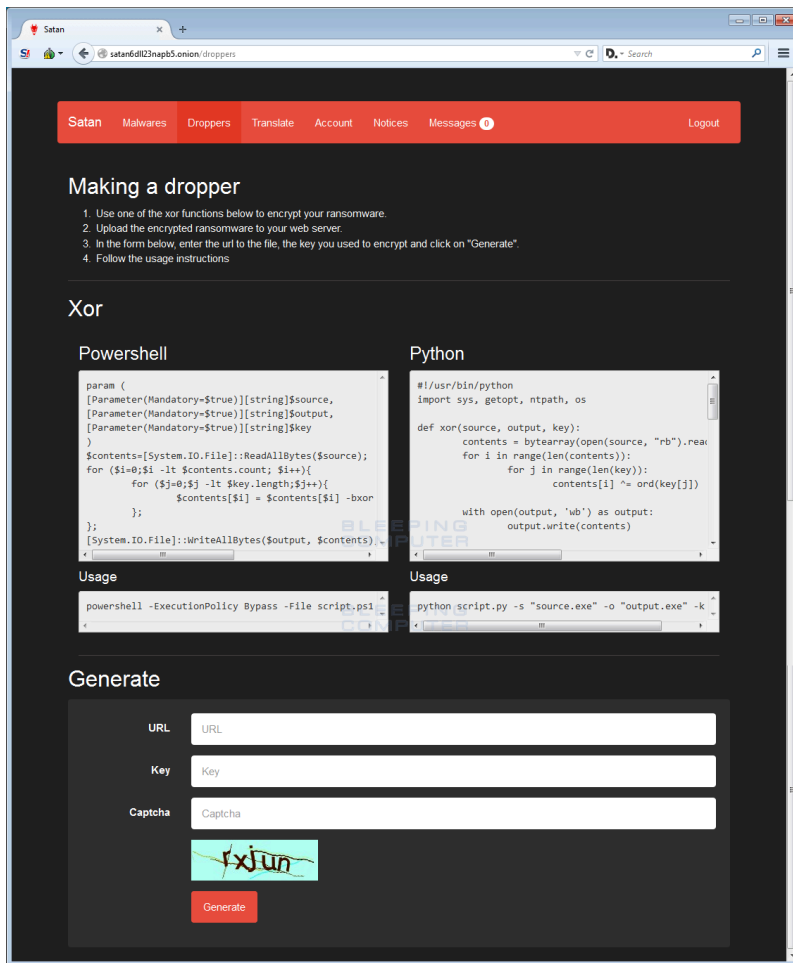 Satan
satan6dll23napb5.onion/droppers
Search
Satan Malwares Droppers Translate Account Notices Messages 0 Logout
Making a dropper
1. Use one of the xor functions below to encrypt your ransomware.
2. Upload the encrypted ransomware to your web server.
3. In the form below, enter the url to the file, the key you used to encrypt and click on "Generate".
4. Follow the usage instructions
Xor
Powershell
param (
[Parameter(Mandatory=$true)][string]$source,
[Parameter(Mandatory=$true)][string]$output,
[Parameter(Mandatory=$true)][string]$key
)
$contents=[System.IO.File]::ReadAllBytes($source);
for ($i=0;$i -lt $contents.count; $i++){
for ($j=0;$j -lt $key.length;$j++){
$contents[$i] = $contents[$i] -bxor
};
};
[System.IO.File]::WriteAllBytes($output, $contents)
Usage
powershell -ExecutionPolicy Bypass -File script.ps1
Python
#!/usr/bin/python
import sys, getopt, ntpath, os
def xor(source, output, key):
contents = bytearray(open(source, "rb").read
for i in range(len(contents)):
for j in range(len(key)):
contents[i] ^= ord(key[j])
with open(output, 'wb') as output:
output.write(contents)
Usage
python script.py -s "source.exe" -o "output.exe" -k
BLEEPING
COMPUTER
BLEEPING
COMPUTER
Generate
URL URL
Key Key
Captcha Captcha
rxjun
Generate